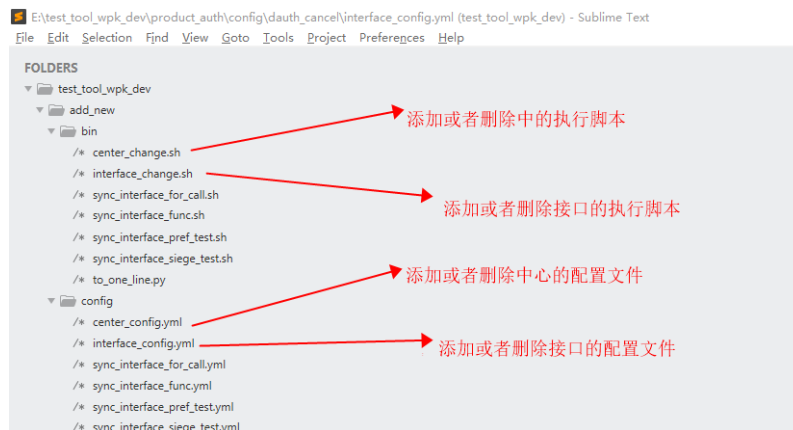 E:\test_tool_wpk_dev\product_auth\config\dauth_cancel\interface_config.yml (test_tool_wpk_dev) - Sublime Text
File Edit Selection Find View Goto Tools Project Preferences Help
FOLDERS
test_tool_wpk_dev
add_new
bin
添加或者删除中的执行脚本
/* center_change.sh
/* interface_change.sh
/* sync_interface_for_call.sh
添加或者删除接口的执行脚本
/* sync_interface_func.sh
/* sync_interface_pref_test.sh
/* sync_interface_siege_test.sh
添加或者删除中心的配置文件
/* to_one_line.py
config
/* center_config.yml
/* interface_config.yml
添加或者删除接口的配置文件
/* sync_interface_for_call.yml
/* sync_interface_func.yml
/* sync_interface_pref_test.yml
/* sync_interface_siege_test.yml